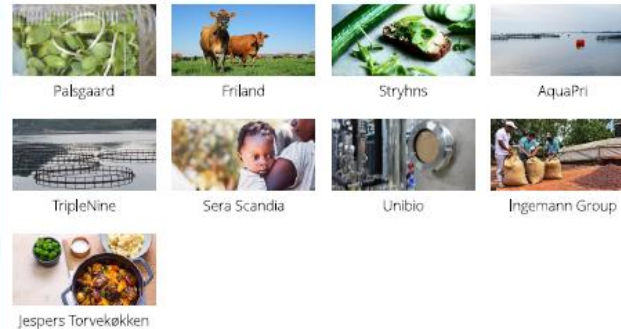 Palsgaard
Friland
Stryhns
AquaPri
TripleNine
Sera Scandia
Unibio
Ingemann Group
Jespers Torvekøkken